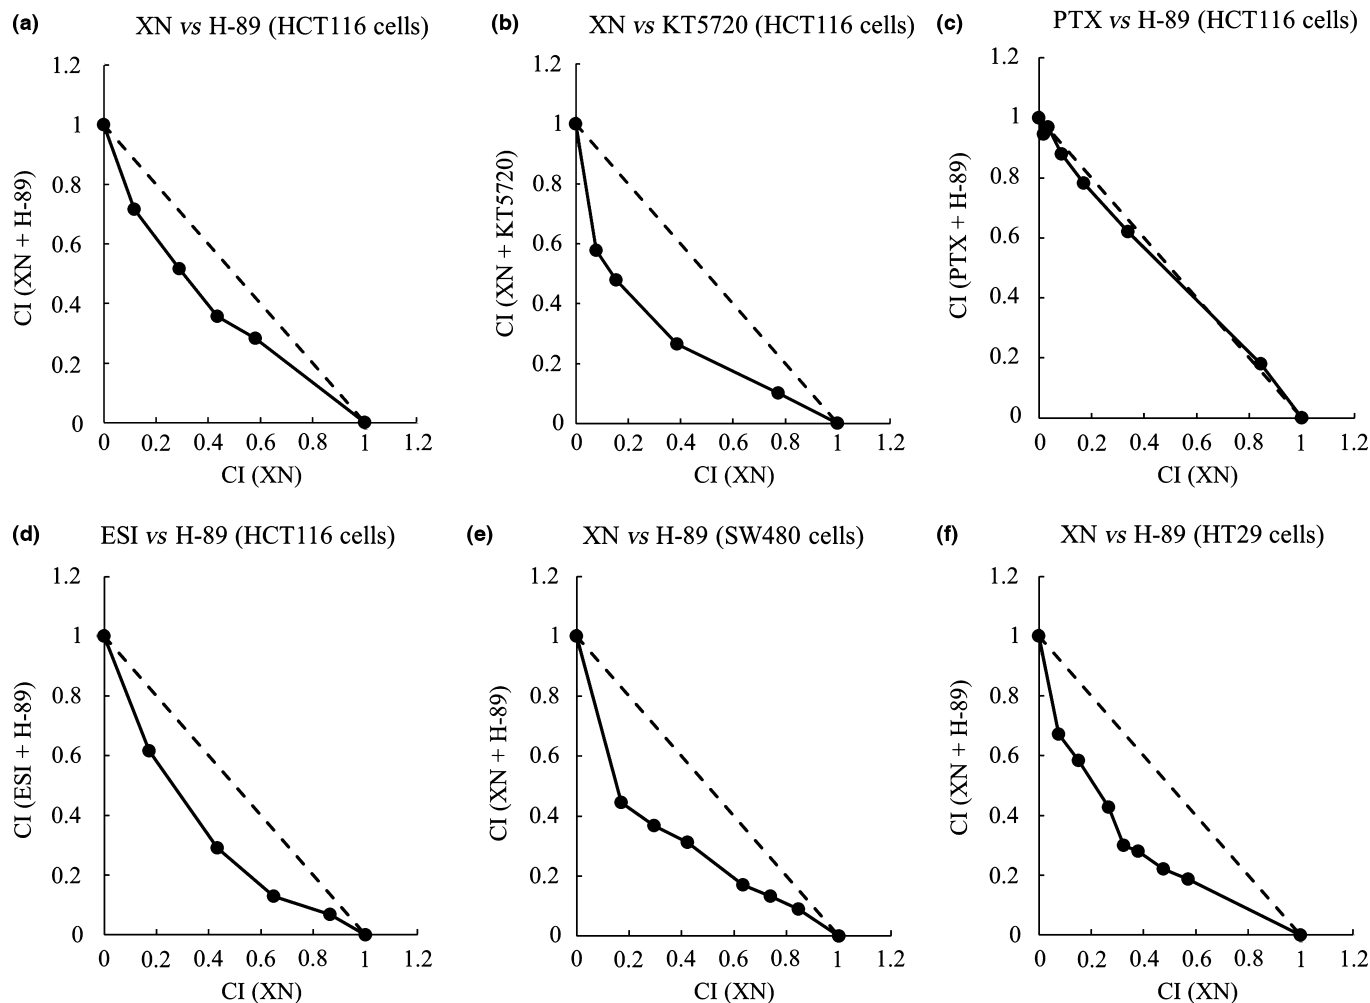 (a) XN vs H-89 (HCT116 cells)
1.2
1
0.8
0.6
0.4
0.2
0
CI (XN + H-89)
0 0.2 0.4 0.6 0.8 1 1.2
CI (XN)
(b) XN vs KT5720 (HCT116 cells)
1.2
1
0.8
0.6
0.4
0.2
0
CI (XN + KT5720)
0 0.2 0.4 0.6 0.8 1 1.2
CI (XN)
(c) PTX vs H-89 (HCT116 cells)
1.2
1
0.8
0.6
0.4
0.2
0
CI (PTX + H-89)
0 0.2 0.4 0.6 0.8 1 1.2
CI (XN)
(d) ESI vs H-89 (HCT116 cells)
1.2
1
0.8
0.6
0.4
0.2
0
CI (ESI + H-89)
0 0.2 0.4 0.6 0.8 1 1.2
CI (XN)
(e) XN vs H-89 (SW480 cells)
1.2
1
0.8
0.6
0.4
0.2
0
CI (XN + H-89)
0 0.2 0.4 0.6 0.8 1 1.2
CI (XN)
(f) XN vs H-89 (HT29 cells)
1.2
1
0.8
0.6
0.4
0.2
0
CI (XN + H-89)
0 0.2 0.4 0.6 0.8 1 1.2
CI (XN)